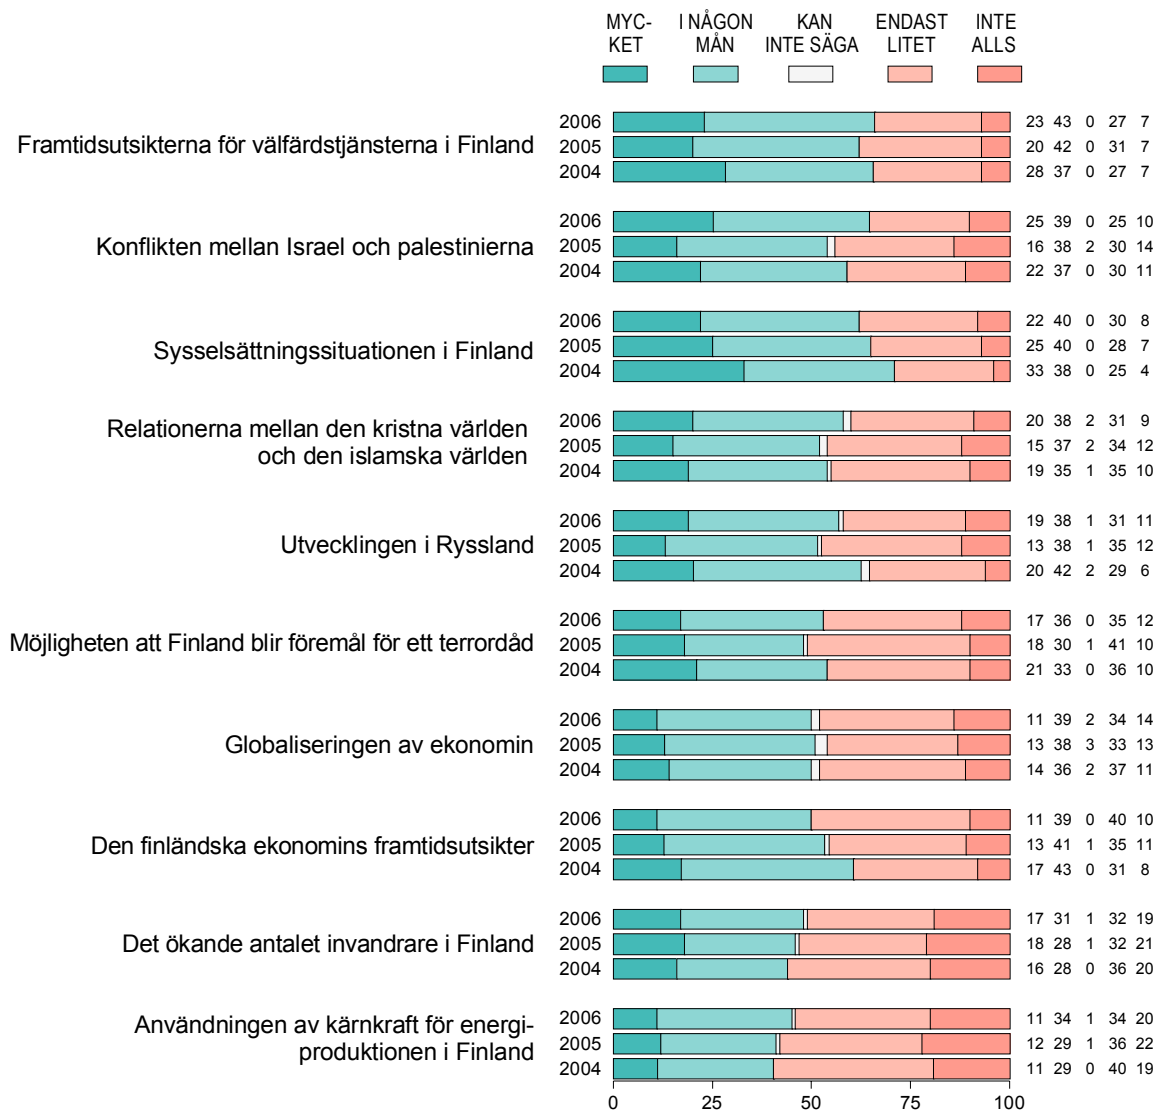 MYC-
KET
I NÅGON
MÅN
KAN
INTE SÄGA
ENDAST
LITET
INTE
ALLS
Framtidsutsikterna för välfärdstjänsterna i Finland
2006 23 43 0 27 7
2005 20 42 0 31 7
2004 28 37 0 27 7
Konflikten mellan Israel och palestinierna
2006 25 39 0 25 10
2005 16 38 2 30 14
2004 22 37 0 30 11
Sysselsättningssituationen i Finland
2006 22 40 0 30 8
2005 25 40 0 28 7
2004 33 38 0 25 4
Relationerna mellan den kristna världen
och den islamska världen
2006 20 38 2 31 9
2005 15 37 2 34 12
2004 19 35 1 35 10
Utvecklingen i Ryssland
2006 19 38 1 31 11
2005 13 38 1 35 12
2004 20 42 2 29 6
Möjligheten att Finland blir föremål för ett terrordåd
2006 17 36 0 35 12
2005 18 30 1 41 10
2004 21 33 0 36 10
Globaliseringen av ekonomin
2006 11 39 2 34 14
2005 13 38 3 33 13
2004 14 36 2 37 11
Den finländska ekonomins framtidsutsikter
2006 11 39 0 40 10
2005 13 41 1 35 11
2004 17 43 0 31 8
Det ökande antalet invandrare i Finland
2006 17 31 1 32 19
2005 18 28 1 32 21
2004 16 28 0 36 20
Användningen av kärnkraft för energi-
produktionen i Finland
2006 11 34 1 34 20
2005 12 29 1 36 22
2004 11 29 0 40 19
0 25 50 75 100